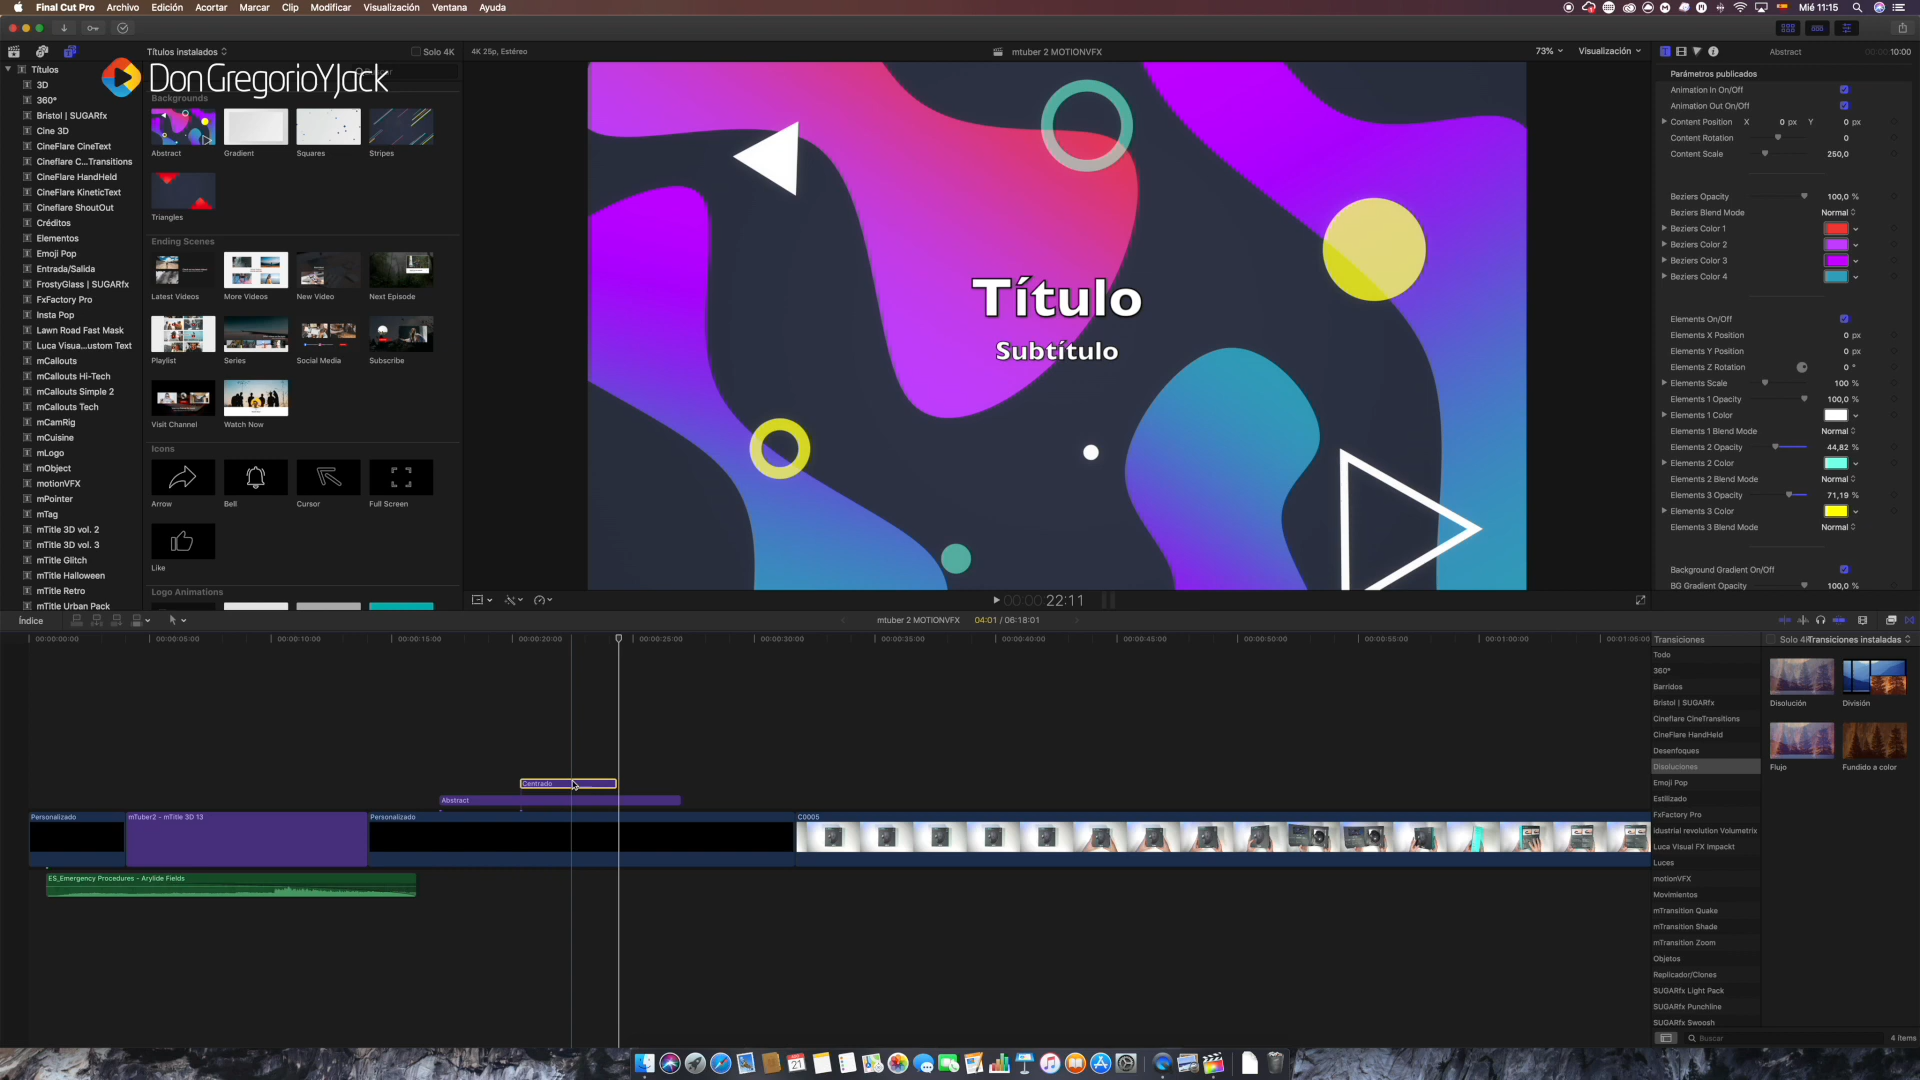 Final Cut Pro Archivo Edición Acortar Marcar Clip Modificar Visualización Ventana Ayuda
Mié 11:15
Títulos instalados
Solo 4K
4K 25p, Estéreo
mtuber 2 MOTIONVFX
73%
Visualización
Abstract
10:00
DonGregorioYJack
Títulos
3D
360°
Bristol | SUGARfx
Cine 3D
CineFlare CineText
Cineflare C...Transitions
CineFlare HandHeld
CineFlare KineticText
Cineflare ShoutOut
Créditos
Elementos
Emoji Pop
Entrada/Salida
FrostyGlass | SUGARfx
FxFactory Pro
Insta Pop
Lawn Road Fast Mask
Luca Visua...ustom Text
mCallouts
mCallouts Hi-Tech
mCallouts Simple 2
mCallouts Tech
mCamRig
mCuisine
mLogo
mObject
motionVFX
mPointer
mTag
mTitle 3D vol. 2
mTitle 3D vol. 3
mTitle Glitch
mTitle Halloween
mTitle Retro
mTitle Urban Pack
Backgrounds
Abstract Gradient Squares Stripes
Triangles
Ending Scenes
Latest Videos More Videos New Video Next Episode
Playlist Series Social Media Subscribe
Visit Channel Watch Now
Icons
Arrow Bell Cursor Full Screen
Like
Logo Animations
Título
Subtítulo
Parámetros publicados
Animation In On/Off
Animation Out On/Off
Content Position X 0 px Y 0 px
Content Rotation 0
Content Scale 250,0
Beziers Opacity 100,0 %
Beziers Blend Mode Normal
Beziers Color 1
Beziers Color 2
Beziers Color 3
Beziers Color 4
Elements On/Off
Elements X Position 0 px
Elements Y Position 0 px
Elements Z Rotation 0 °
Elements Scale 100 %
Elements 1 Opacity 100,0 %
Elements 1 Color
Elements 1 Blend Mode Normal
Elements 2 Opacity 44,82 %
Elements 2 Color
Elements 2 Blend Mode Normal
Elements 3 Opacity 71,19 %
Elements 3 Color
Elements 3 Blend Mode Normal
Background Gradient On/Off
BG Gradient Opacity 100,0 %
00:00:22:11
Índice
mtuber 2 MOTIONVFX 04:01 / 06:18:01
00:00:00:00 00:00:05:00 00:00:10:00 00:00:15:00 00:00:20:00 00:00:25:00 00:00:30:00 00:00:35:00 00:00:40:00 00:00:45:00 00:00:50:00 00:00:55:00 00:01:00:00 00:01:05:00
Centrado
Abstract
Personalizado
mTuber2 - mTitle 3D 13
Personalizado
C0005
ES_Emergency Procedures - Arylide Fields
Transiciones
Solo 4K
Transiciones instaladas
Todo
360°
Barridos
Bristol | SUGARfx
Cineflare CineTransitions
CineFlare HandHeld
Desenfoques
Disoluciones
Emoji Pop
Estilizado
FxFactory Pro
idustrial revolution Volumetrix
Luca Visual FX Impackt
Luces
motionVFX
Movimientos
mTransition Quake
mTransition Shade
mTransition Zoom
Objetos
Replicador/Clones
SUGARfx Light Pack
SUGARfx Punchline
SUGARfx Swoosh
Disolución División
Flujo Fundido a color
Buscar
4 ítems